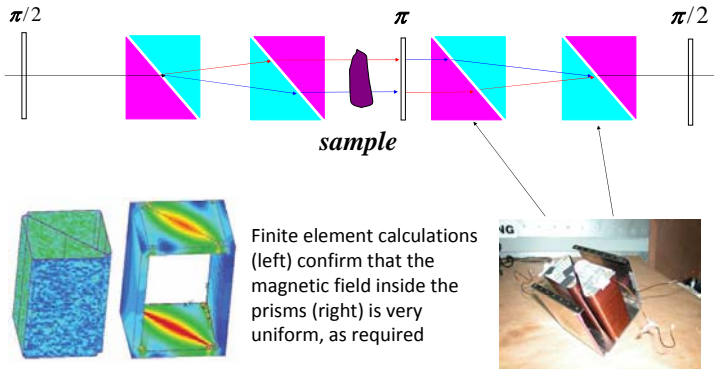 π/2
π
π/2
sample
Finite element calculations
(left) confirm that the
magnetic field inside the
prisms (right) is very
uniform, as required
NG